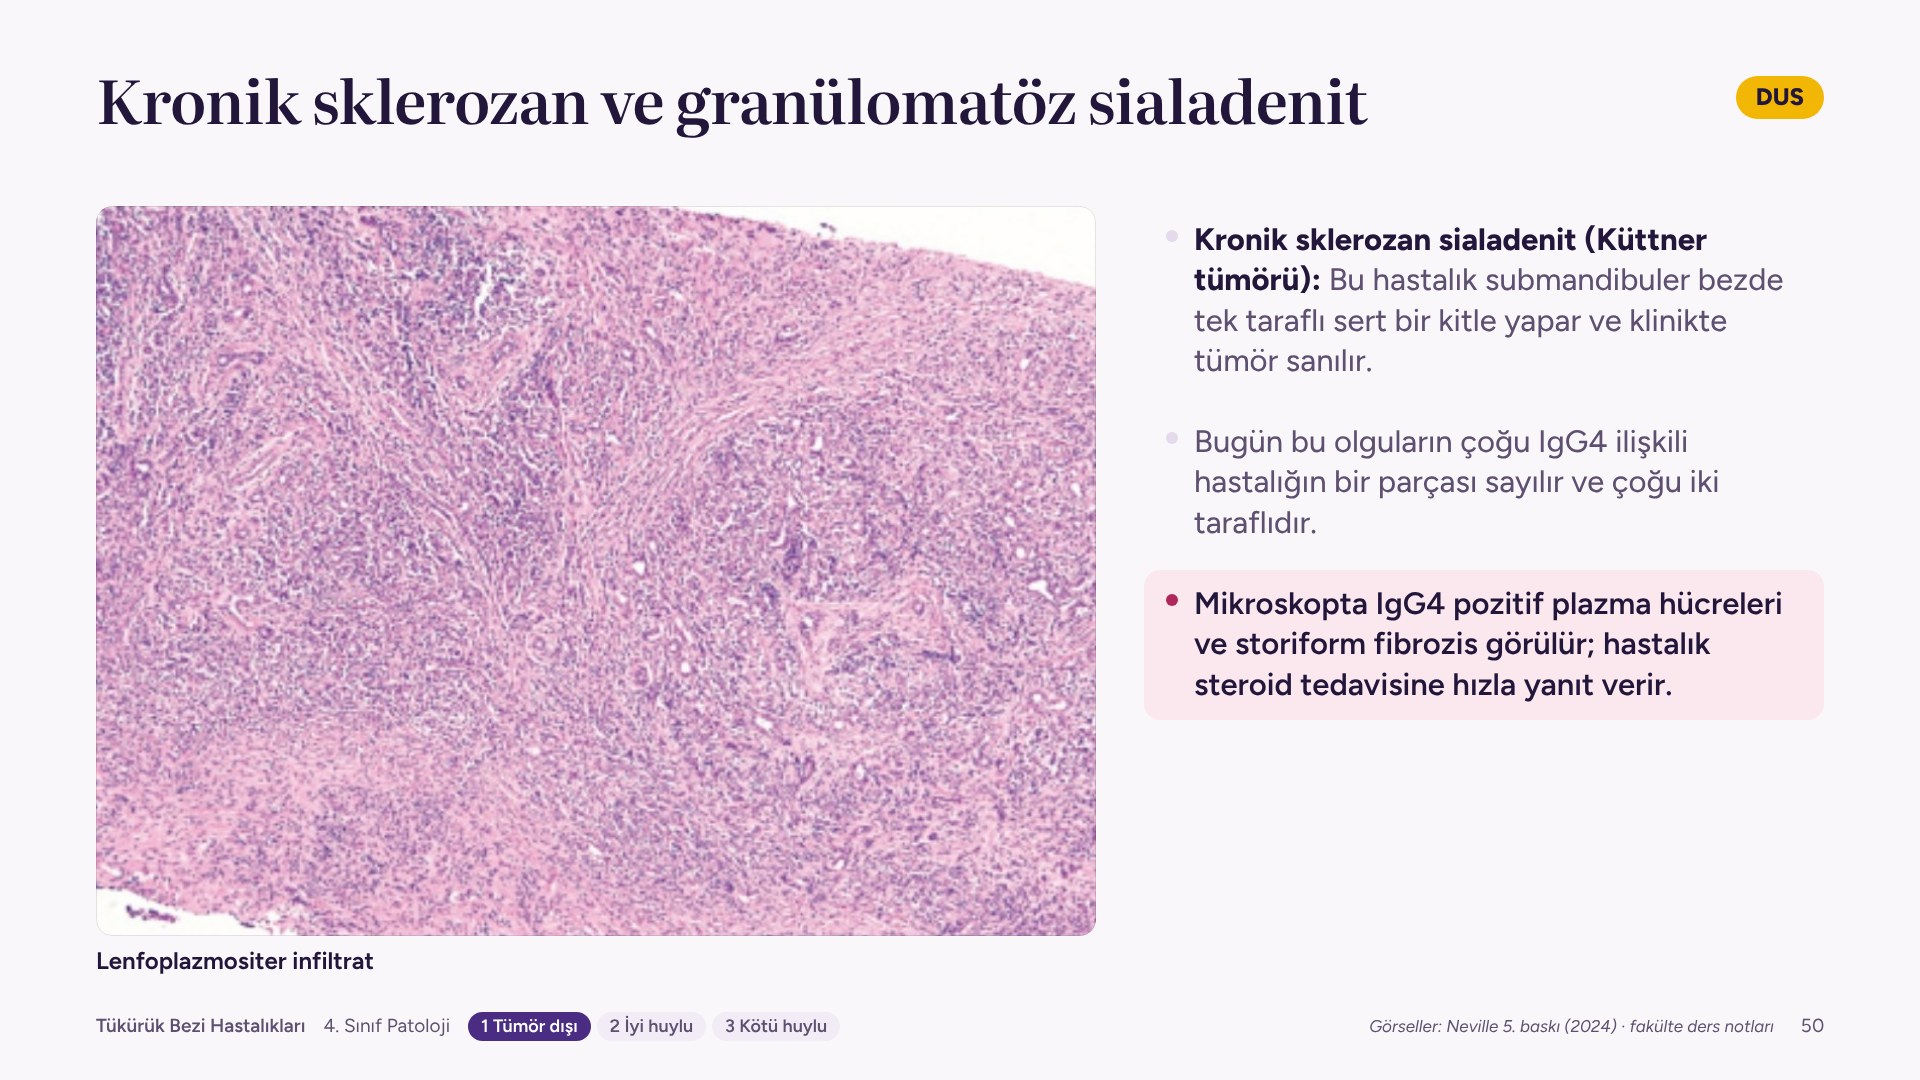 Kronik sklerozan ve granülomatöz sialadenit
DUS
Kronik sklerozan sialadenit (Küttner
tümörü): Bu hastalık submandibuler bezde
tek taraflı sert bir kitle yapar ve klinikte
tümör sanılır.
Bugün bu olguların çoğu IgG4 ilişkili
hastalığın bir parçası sayılır ve çoğu iki
taraflıdır.
Mikroskopta IgG4 pozitif plazma hücreleri
ve storiform fibrozis görülür; hastalık
steroid tedavisine hızla yanıt verir.
Lenfoplazmositer infiltrat
Tükürük Bezi Hastalıkları 4. Sınıf Patoloji 1 Tümör dışı 2 İyi huylu 3 Kötü huylu
Görseller: Neville 5. baskı (2024) · fakülte ders notları 50